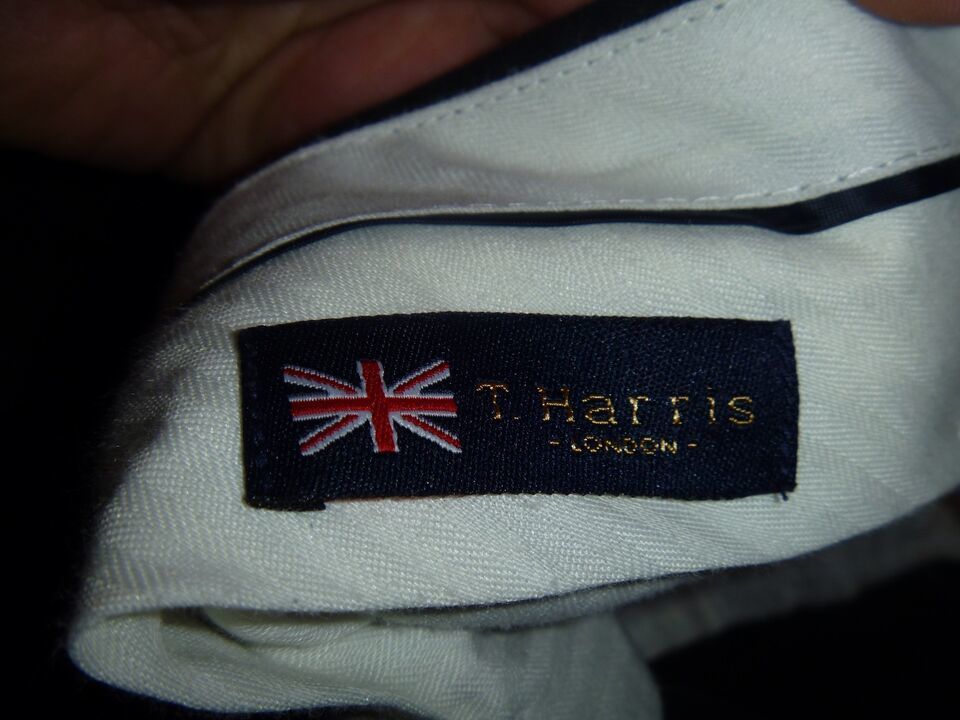 T. Harris
- LONDON -